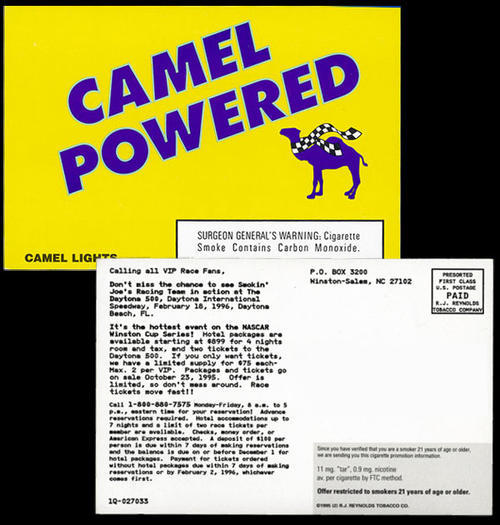 CAMEL
POWERED
SURGEON GENERAL'S WARNING: Cigarette
Smoke Contains Carbon Monoxide.
CAMEL LIGHTS
Calling all VIP Race Fans,
Don't miss the chance to see Smokin'
Joe's Racing Team in action at The
Daytona 500, Daytona International
Speedway, February 18, 1996, Daytona
Beach, FL.
It's the hottest event on the NASCAR
Winston Cup Series! Hotel packages are
available starting at $899 for 4 nights
room and tax, and two tickets to the
Daytona 500. If you only want tickets,
we have a limited supply for $75 each-
Max. 2 per VIP. Packages and tickets go
on sale October 23, 1995. Offer is
limited, so don't mess around. Race
tickets move fast!!
Call 1-800-880-7575 Monday-Friday, 8 a.m. to 5
p.m., eastern time for your reservation! Advance
reservations required. Hotel accommodations up to
7 nights and a limit of two race tickets per
member are available. Checks, money order, or
American Express accepted. A deposit of $100 per
person is due within 7 days of making reservations
and the balance is due on or before December 1 for
hotel packages. Payment for tickets ordered
without hotel packages due within 7 days of making
reservations or by February 2, 1996, whichever
comes first.
1Q-027033
P.O. BOX 3200
Winston-Salem, NC 27102
PRESORTED
FIRST CLASS
U.S. POSTAGE
PAID
R.J. REYNOLDS
TOBACCO COMPANY
Since you have verified that you are a smoker 21 years of age or older,
we are sending you this cigarette promotion information.
11 mg. "tar", 0.9 mg. nicotine
av. per cigarette by FTC method.
Offer restricted to smokers 21 years of age or older.
©1995 (2) R.J. REYNOLDS TOBACCO CO.